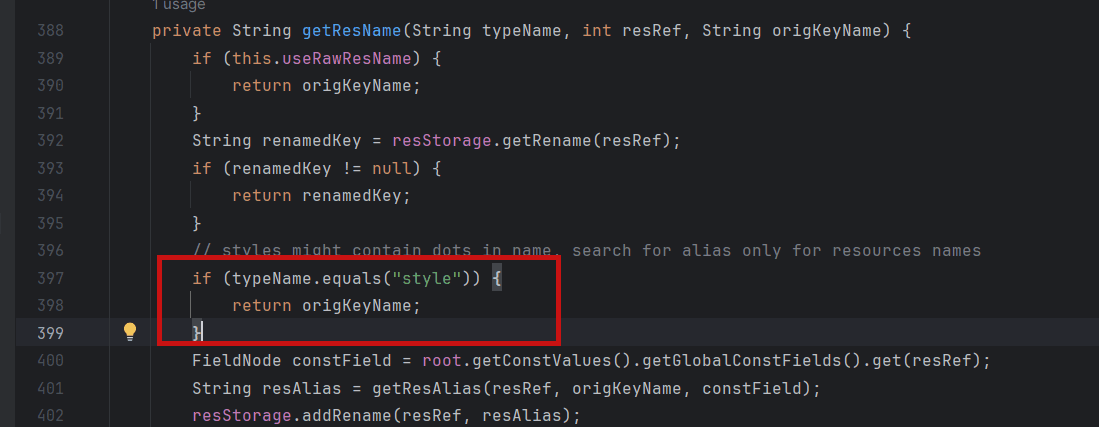 1 usage
388 private String getResName(String typeName, int resRef, String origKeyName) {
389 if (this.useRawResName) {
390 return origKeyName;
391 }
392 String renamedKey = resStorage.getRename(resRef);
393 if (renamedKey != null) {
394 return renamedKey;
395 }
396 // styles might contain dots in name, search for alias only for resources names
397 if (typeName.equals("style")) {
398 return origKeyName;
399 }
400 FieldNode constField = root.getConstValues().getGlobalConstFields().get(resRef);
401 String resAlias = getResAlias(resRef, origKeyName, constField);
402 resStorage.addRename(resRef, resAlias);